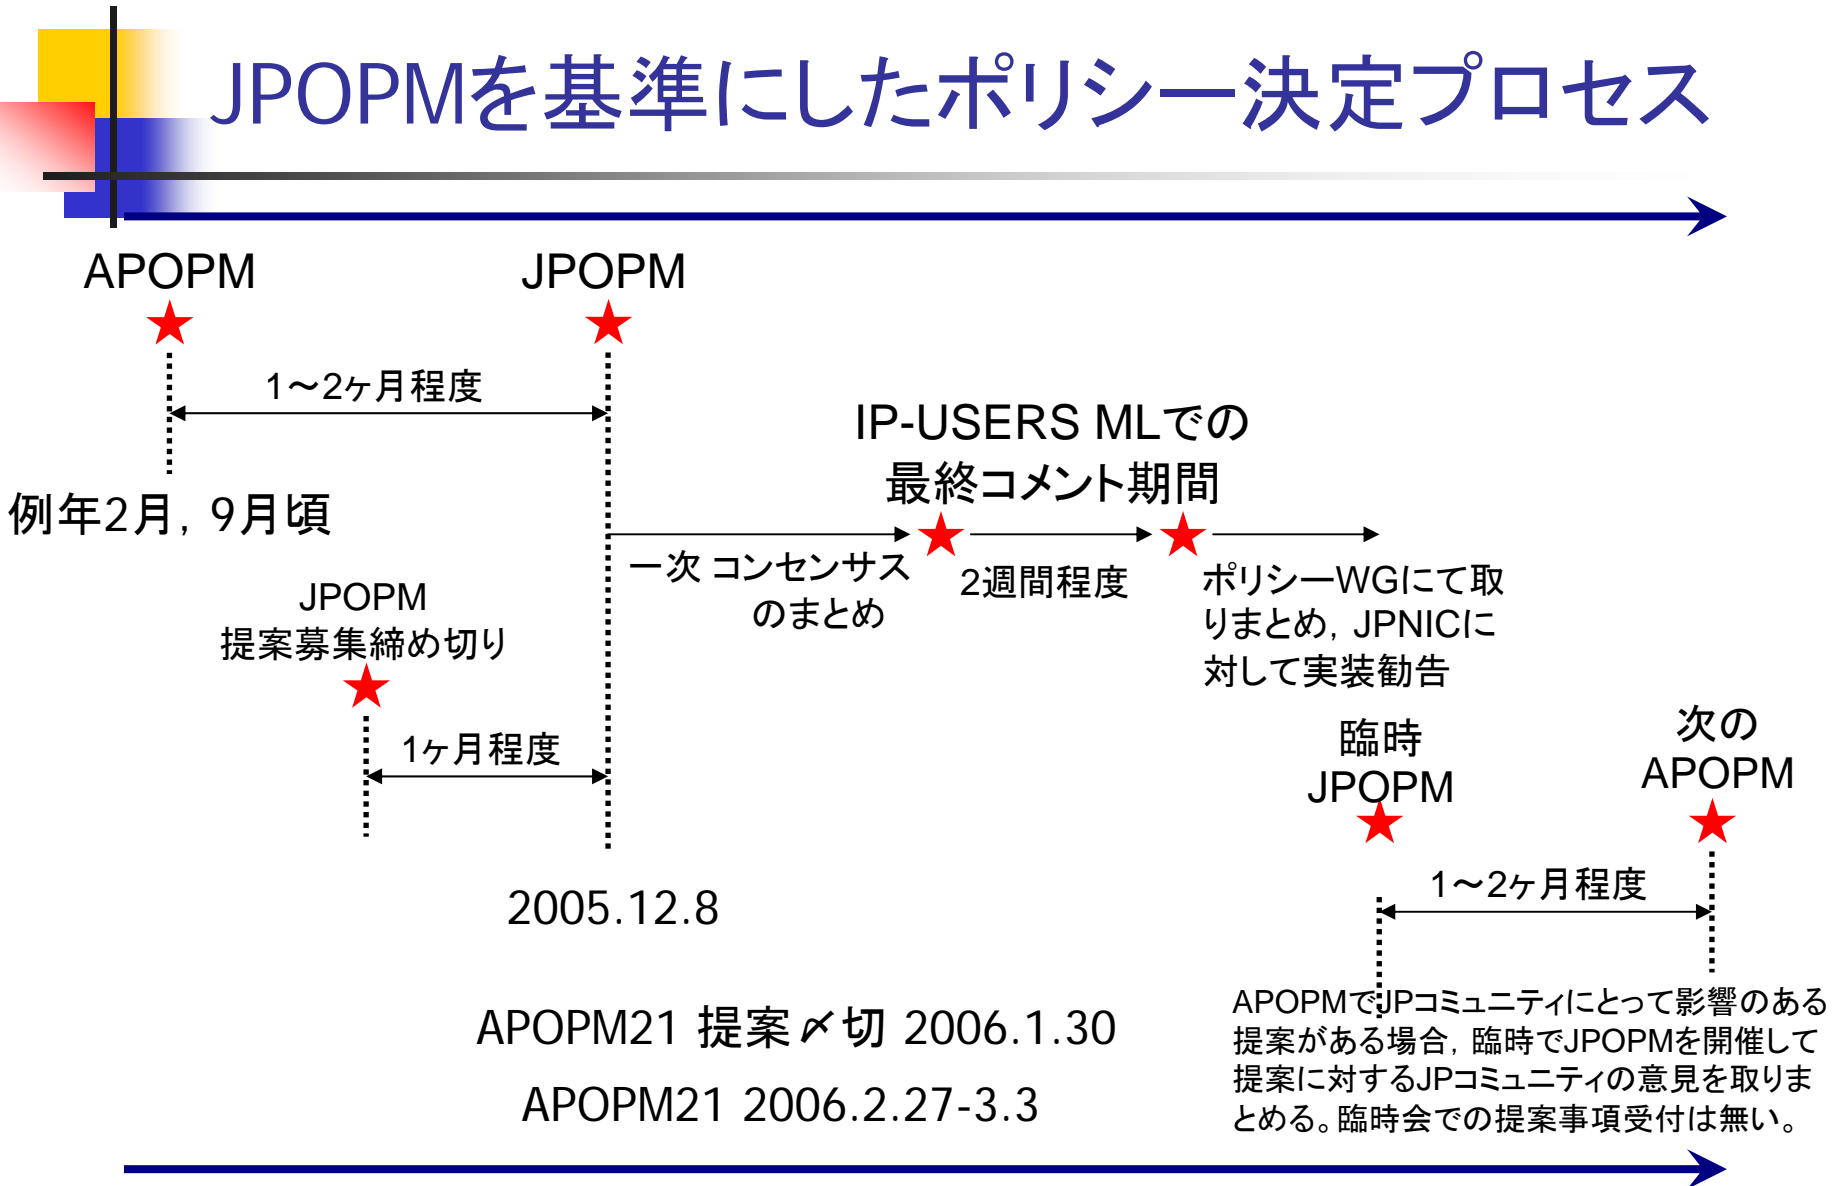 JPOPMを基準にしたポリシー決定プロセス
APOPM
JPOPM
1～2ヶ月程度
IP-USERS MLでの
最終コメント期間
例年2月, 9月頃
一次 コンセンサス
のまとめ
2週間程度
ポリシーWGにて取
りまとめ, JPNICに
対して実装勧告
JPOPM
提案募集締め切り
1ヶ月程度
臨時
JPOPM
次の
APOPM
1～2ヶ月程度
2005.12.8
APOPM21 提案〆切 2006.1.30
APOPM21 2006.2.27-3.3
APOPMでJPコミュニティにとって影響のある
提案がある場合, 臨時でJPOPMを開催して
提案に対するJPコミュニティの意見を取りま
とめる。臨時会での提案事項受付は無い。